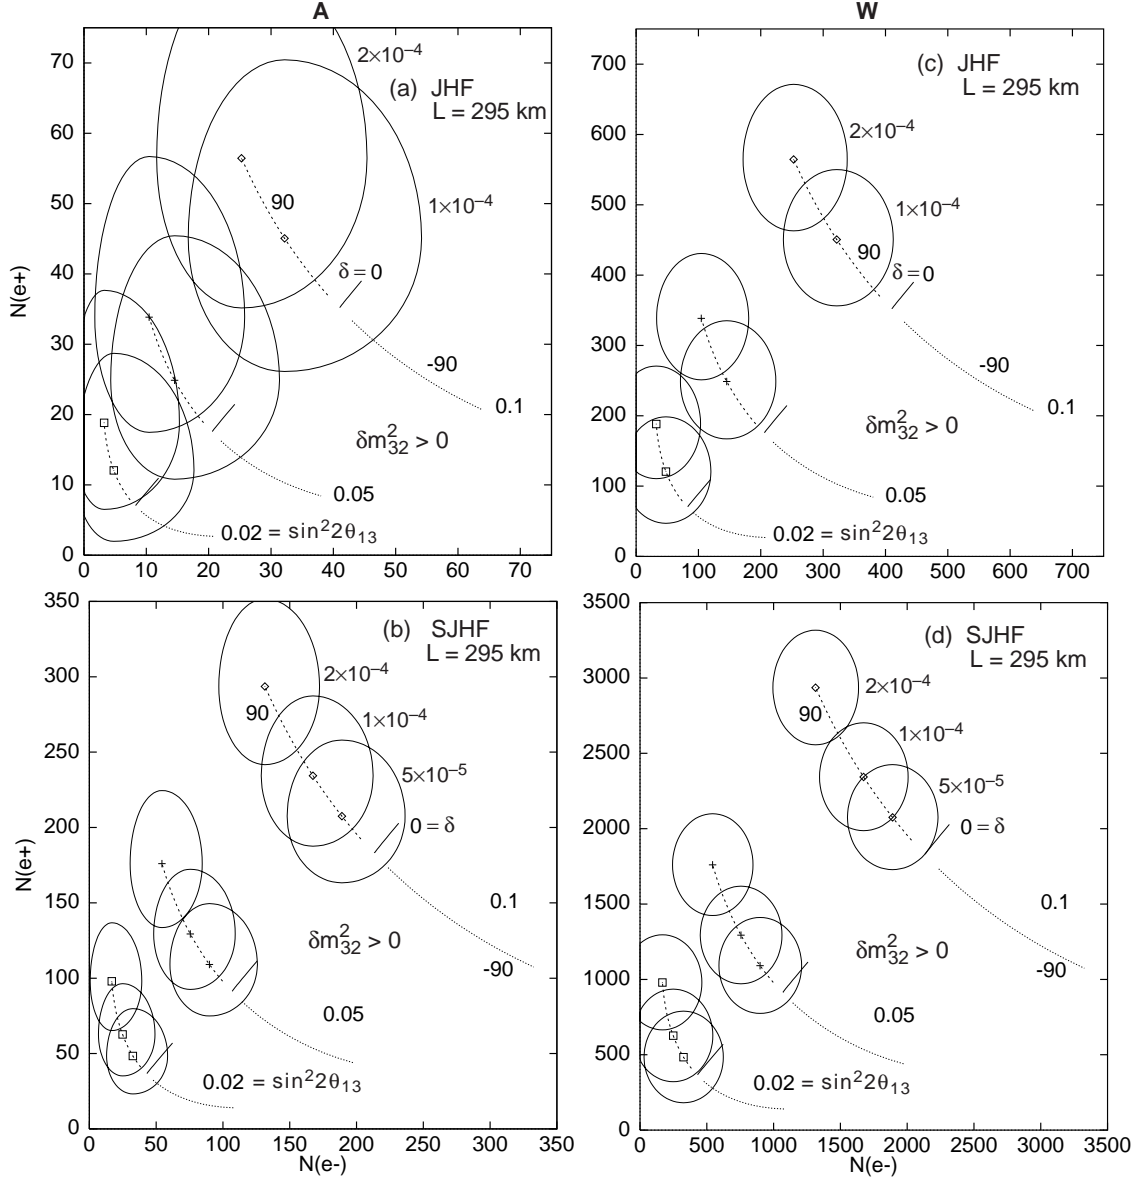 A
W
70
60
50
40
30
20
10
0
N(e+)
2×10⁻⁴
(a) JHF
L = 295 km
1×10⁻⁴
90
δ = 0
-90
0.1
δm²₃₂ > 0
0.05
0.02 = sin²2θ₁₃
0 10 20 30 40 50 60 70
700
600
500
400
300
200
100
0
(c) JHF
L = 295 km
2×10⁻⁴
1×10⁻⁴
90
δ = 0
-90
0.1
δm²₃₂ > 0
0.05
0.02 = sin²2θ₁₃
0 100 200 300 400 500 600 700
350
300
250
200
150
100
50
0
N(e+)
(b) SJHF
L = 295 km
2×10⁻⁴
90
1×10⁻⁴
5×10⁻⁵
0 = δ
0.1
δm²₃₂ > 0
-90
0.05
0.02 = sin²2θ₁₃
0 50 100 150 200 250 300 350
N(e-)
3500
3000
2500
2000
1500
1000
500
0
(d) SJHF
L = 295 km
2×10⁻⁴
90
1×10⁻⁴
5×10⁻⁵
0 = δ
0.1
δm²₃₂ > 0
-90
0.05
0.02 = sin²2θ₁₃
0 500 1000 1500 2000 2500 3000 3500
N(e-)